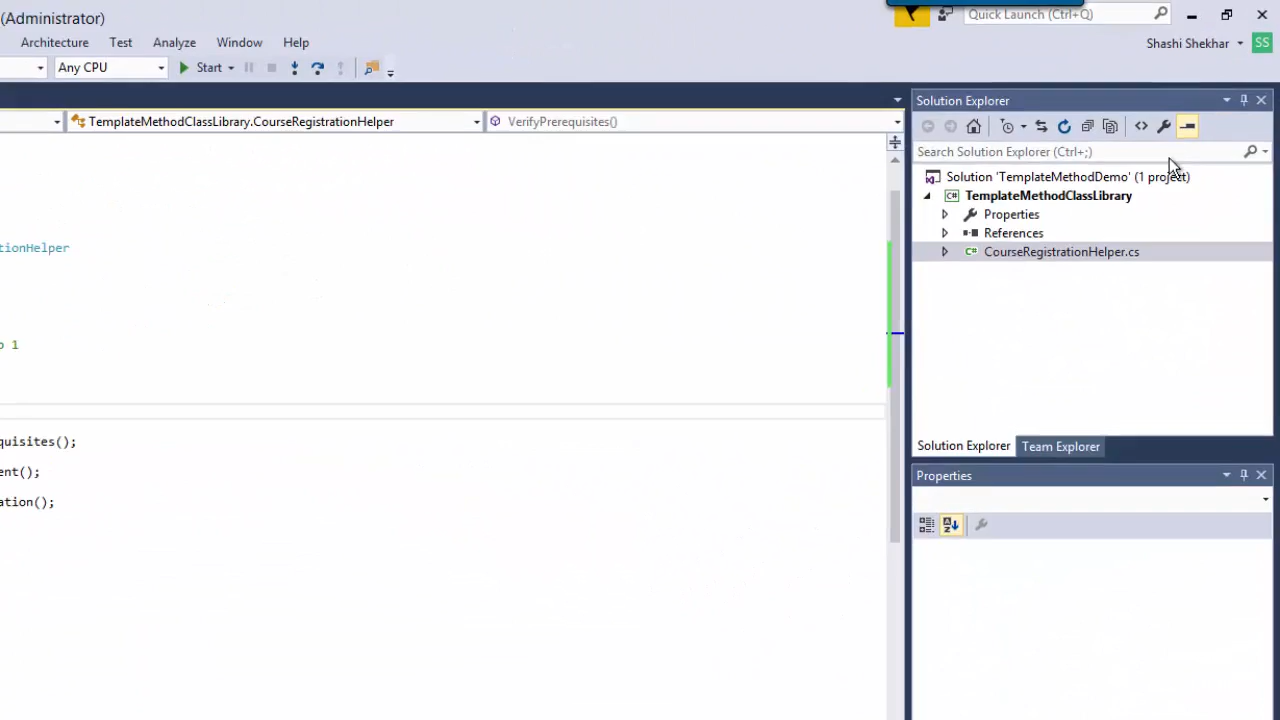 (Administrator)
Quick Launch (Ctrl+Q)
Architecture Test Analyze Window Help
Shashi Shekhar
SS
Any CPU
Start
Solution Explorer
TemplateMethodClassLibrary.CourseRegistrationHelper
VerifyPrerequisites()
Search Solution Explorer (Ctrl+;)
Solution 'TemplateMethodDemo' (1 project)
C# TemplateMethodClassLibrary
Properties
References
C# CourseRegistrationHelper.cs
tionHelper
1
quisites();
ent();
ation();
Solution Explorer Team Explorer
Properties